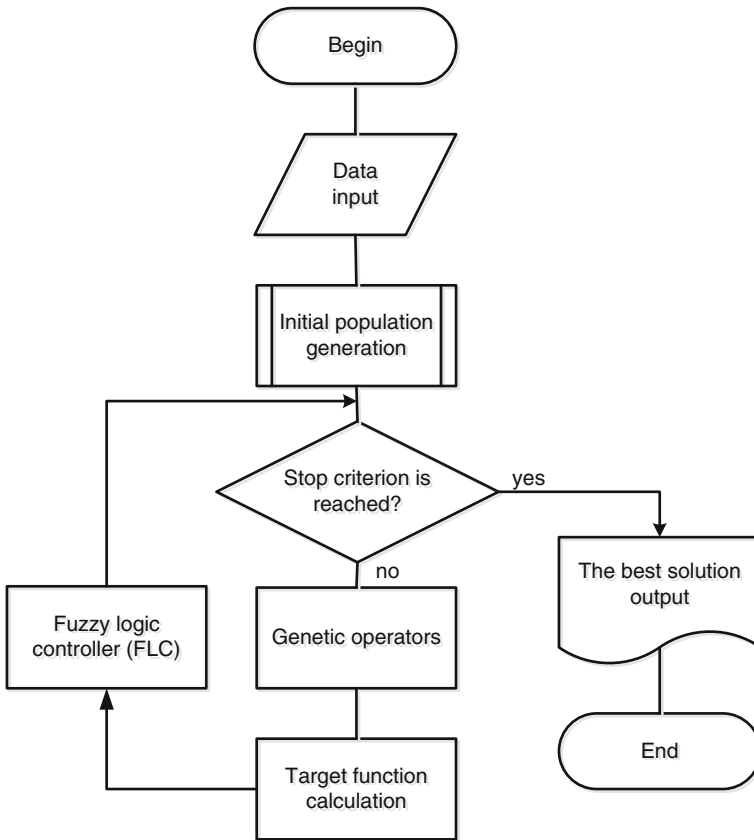 Begin
Data
input
Initial population
generation
Stop criterion is
reached?
yes
no
The best solution
output
Fuzzy logic
controller (FLC)
Genetic operators
End
Target function
calculation